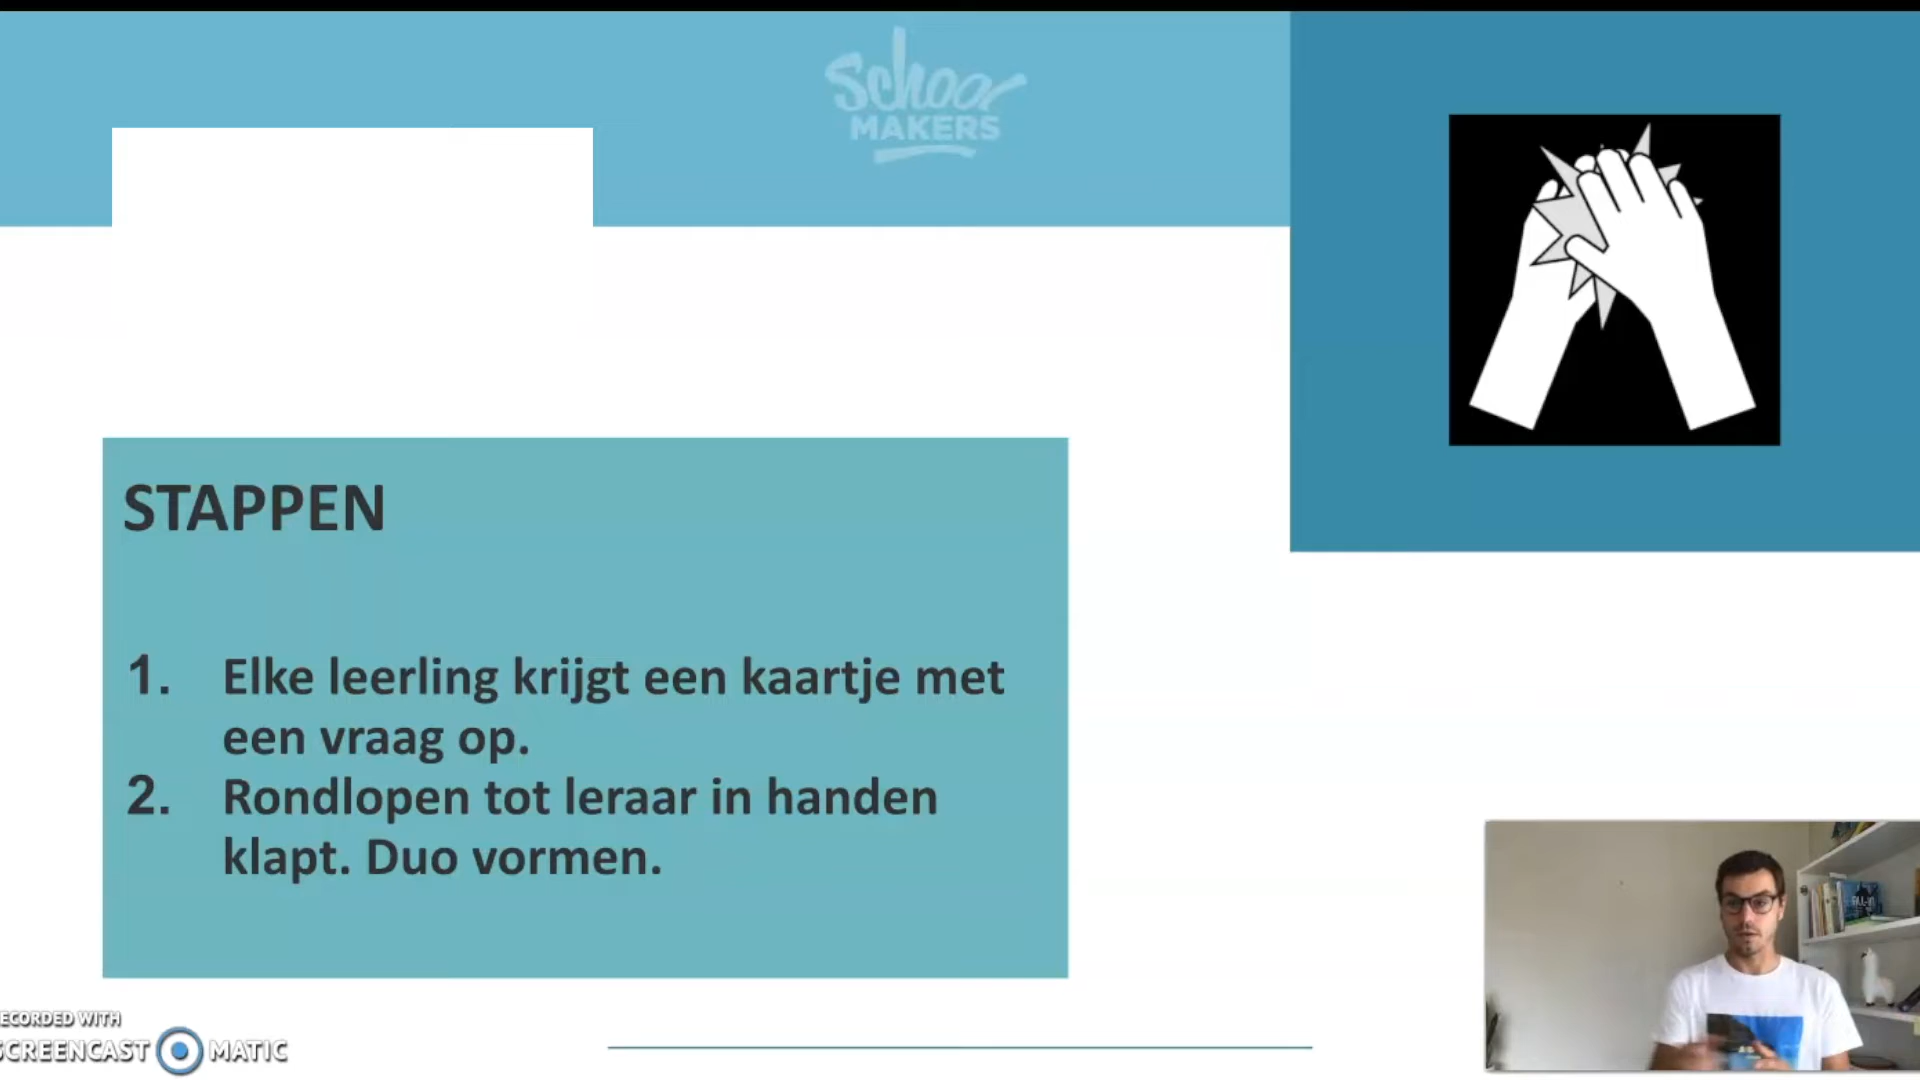 School
MAKERS
STAPPEN
1. Elke leerling krijgt een kaartje met
een vraag op.
2. Rondlopen tot leraar in handen
klapt. Duo vormen.
ECORDED WITH
SCREENCAST MATIC